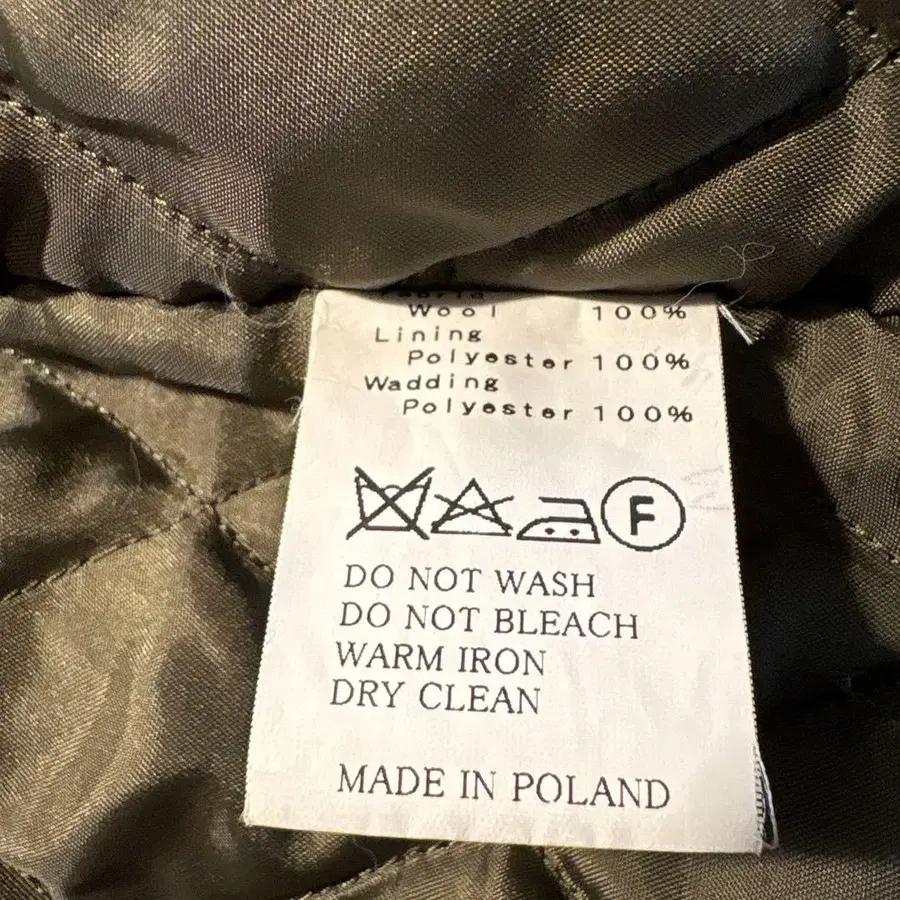 Fabric
Wool 100%
Lining
Polyester 100%
Wadding
Polyester 100%
F
DO NOT WASH
DO NOT BLEACH
WARM IRON
DRY CLEAN
MADE IN POLAND